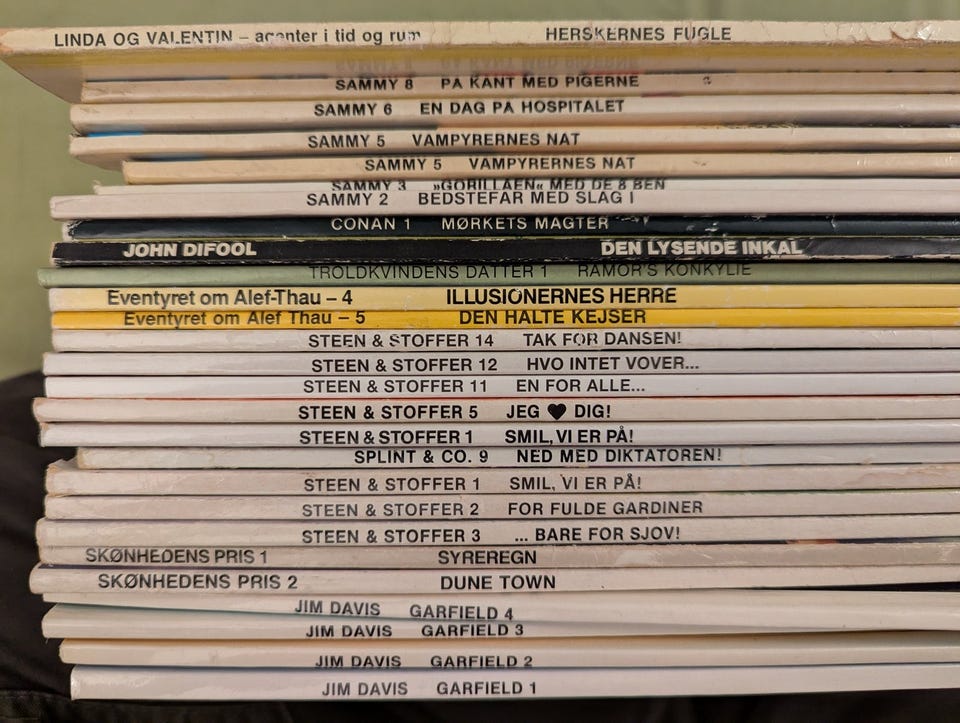 LINDA OG VALENTIN – agenter i tid og rum HERSKERNES FUGLE
SAMMY 8 PÅ KANT MED PIGERNE
SAMMY 6 EN DAG PÅ HOSPITALET
SAMMY 5 VAMPYRERNES NAT
SAMMY 5 VAMPYRERNES NAT
SAMMY 3 »GORILLAEN« MED DE 8 BEN
SAMMY 2 BEDSTEFAR MED SLAG I
CONAN 1 MØRKETS MAGTER
JOHN DIFOOL DEN LYSENDE INKAL
TROLDKVINDENS DATTER 1 RAMOR'S KONKYLIE
Eventyret om Alef-Thau – 4 ILLUSIONERNES HERRE
Eventyret om Alef Thau – 5 DEN HALTE KEJSER
STEEN & STOFFER 14 TAK FOR DANSEN!
STEEN & STOFFER 12 HVO INTET VOVER...
STEEN & STOFFER 11 EN FOR ALLE...
STEEN & STOFFER 5 JEG ♥ DIG!
STEEN & STOFFER 1 SMIL, VI ER PÅ!
SPLINT & CO. 9 NED MED DIKTATOREN!
STEEN & STOFFER 1 SMIL, VI ER PÅ!
STEEN & STOFFER 2 FOR FULDE GARDINER
STEEN & STOFFER 3 ... BARE FOR SJOV!
SKØNHEDENS PRIS 1 SYREREGN
SKØNHEDENS PRIS 2 DUNE TOWN
JIM DAVIS GARFIELD 4
JIM DAVIS GARFIELD 3
JIM DAVIS GARFIELD 2
JIM DAVIS GARFIELD 1